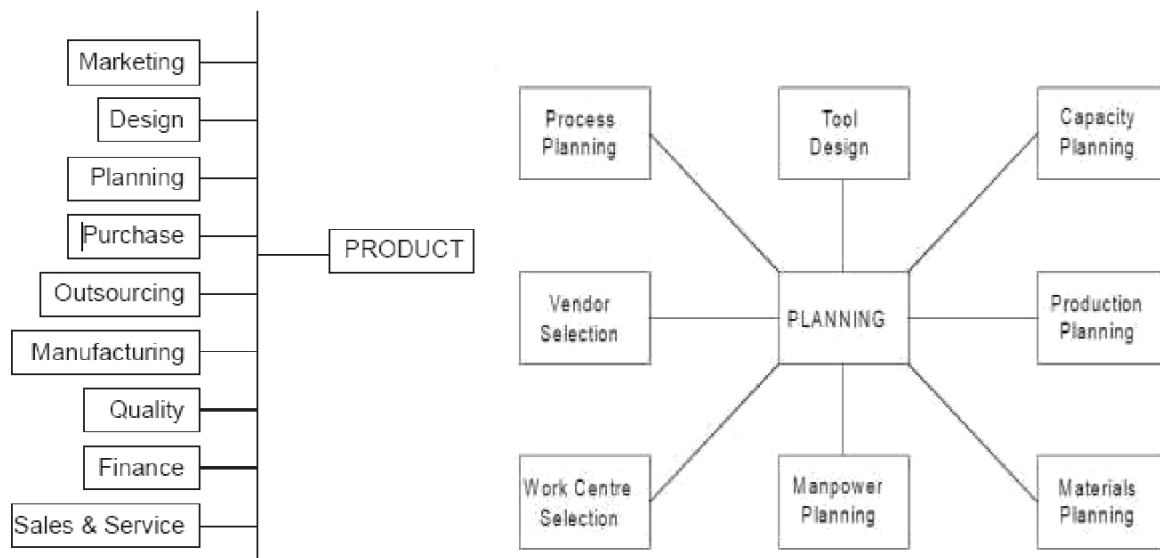 Marketing
Design
Planning
Purchase
Outsourcing
Manufacturing
Quality
Finance
Sales & Service
PRODUCT
Process
Planning
Tool
Design
Capacity
Planning
Vendor
Selection
PLANNING
Production
Planning
Work Centre
Selection
Manpower
Planning
Materials
Planning